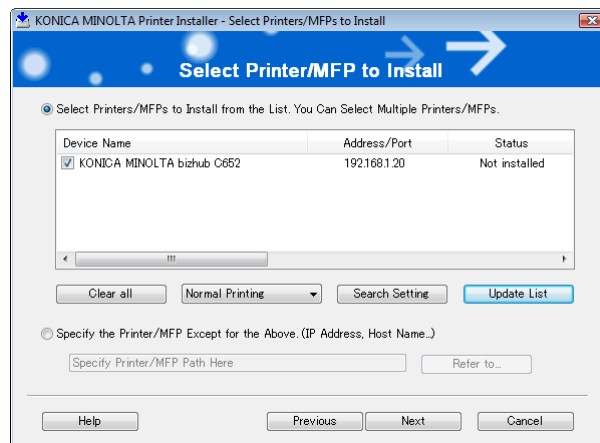 KONICA MINOLTA Printer Installer - Select Printers/MFPs to Install
Select Printer/MFP to Install
Select Printers/MFPs to Install from the List. You Can Select Multiple Printers/MFPs.
Device Name Address/Port Status
KONICA MINOLTA bizhub C652 192.168.1.20 Not installed
Clear all Normal Printing Search Setting Update List
Specify the Printer/MFP Except for the Above. (IP Address, Host Name...)
Specify Printer/MFP Path Here Refer to...
Help Previous Next Cancel